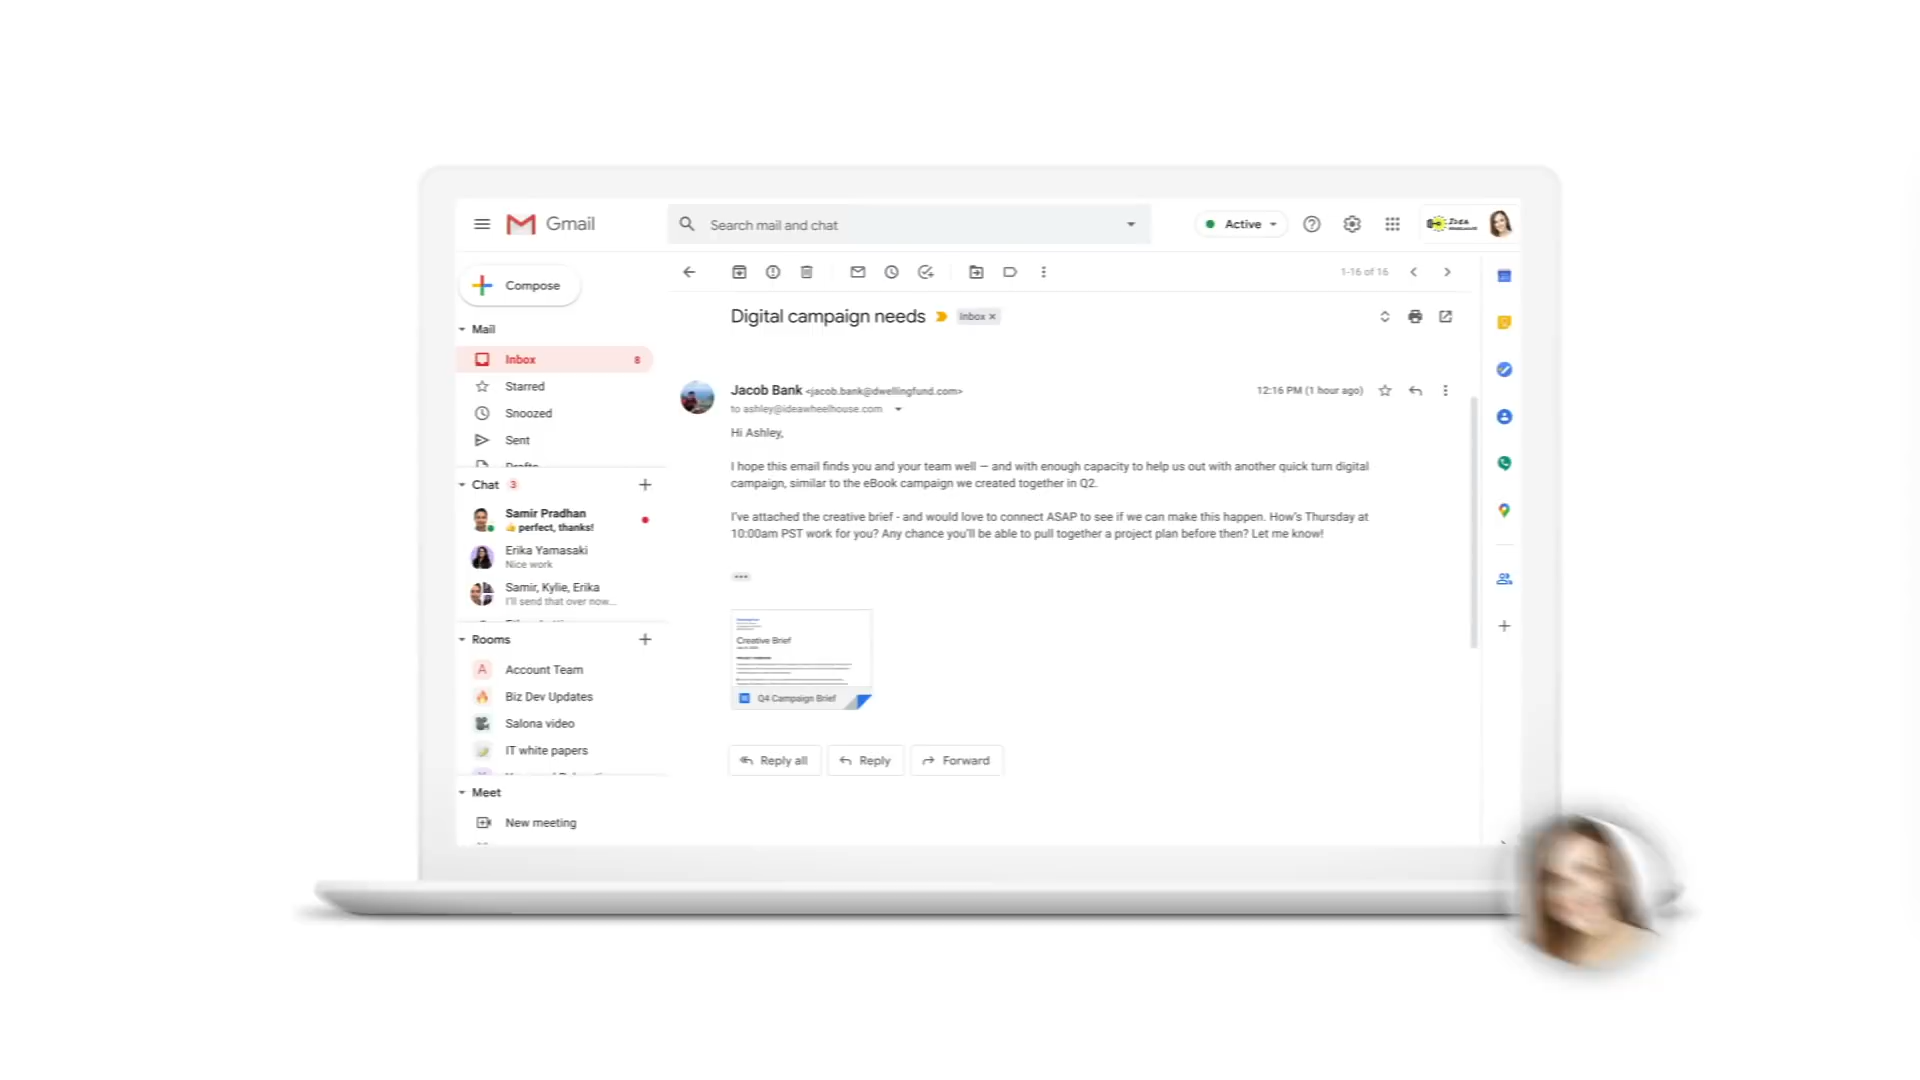 Gmail
Search mail and chat
Active
IDEA
Compose
1-16 of 16
Mail
Digital campaign needs
Inbox ×
Inbox
8
Starred
Snoozed
Sent
Drafts
Jacob Bank <jacob.bank@dwellingfund.com>
12:16 PM (1 hour ago)
to ashley@ideawheelhouse.com
Hi Ashley,
I hope this email finds you and your team well — and with enough capacity to help us out with another quick turn digital
campaign, similar to the eBook campaign we created together in Q2.
I've attached the creative brief - and would love to connect ASAP to see if we can make this happen. How's Thursday at
10:00am PST work for you? Any chance you'll be able to pull together a project plan before then? Let me know!
Chat 3
Samir Pradhan
👍 perfect, thanks!
Erika Yamasaki
Nice work
Samir, Kylie, Erika
I'll send that over now...
Creative Brief
Q4 Campaign Brief
Rooms
A Account Team
Biz Dev Updates
Salona video
IT white papers
Reply all
Reply
Forward
Meet
New meeting